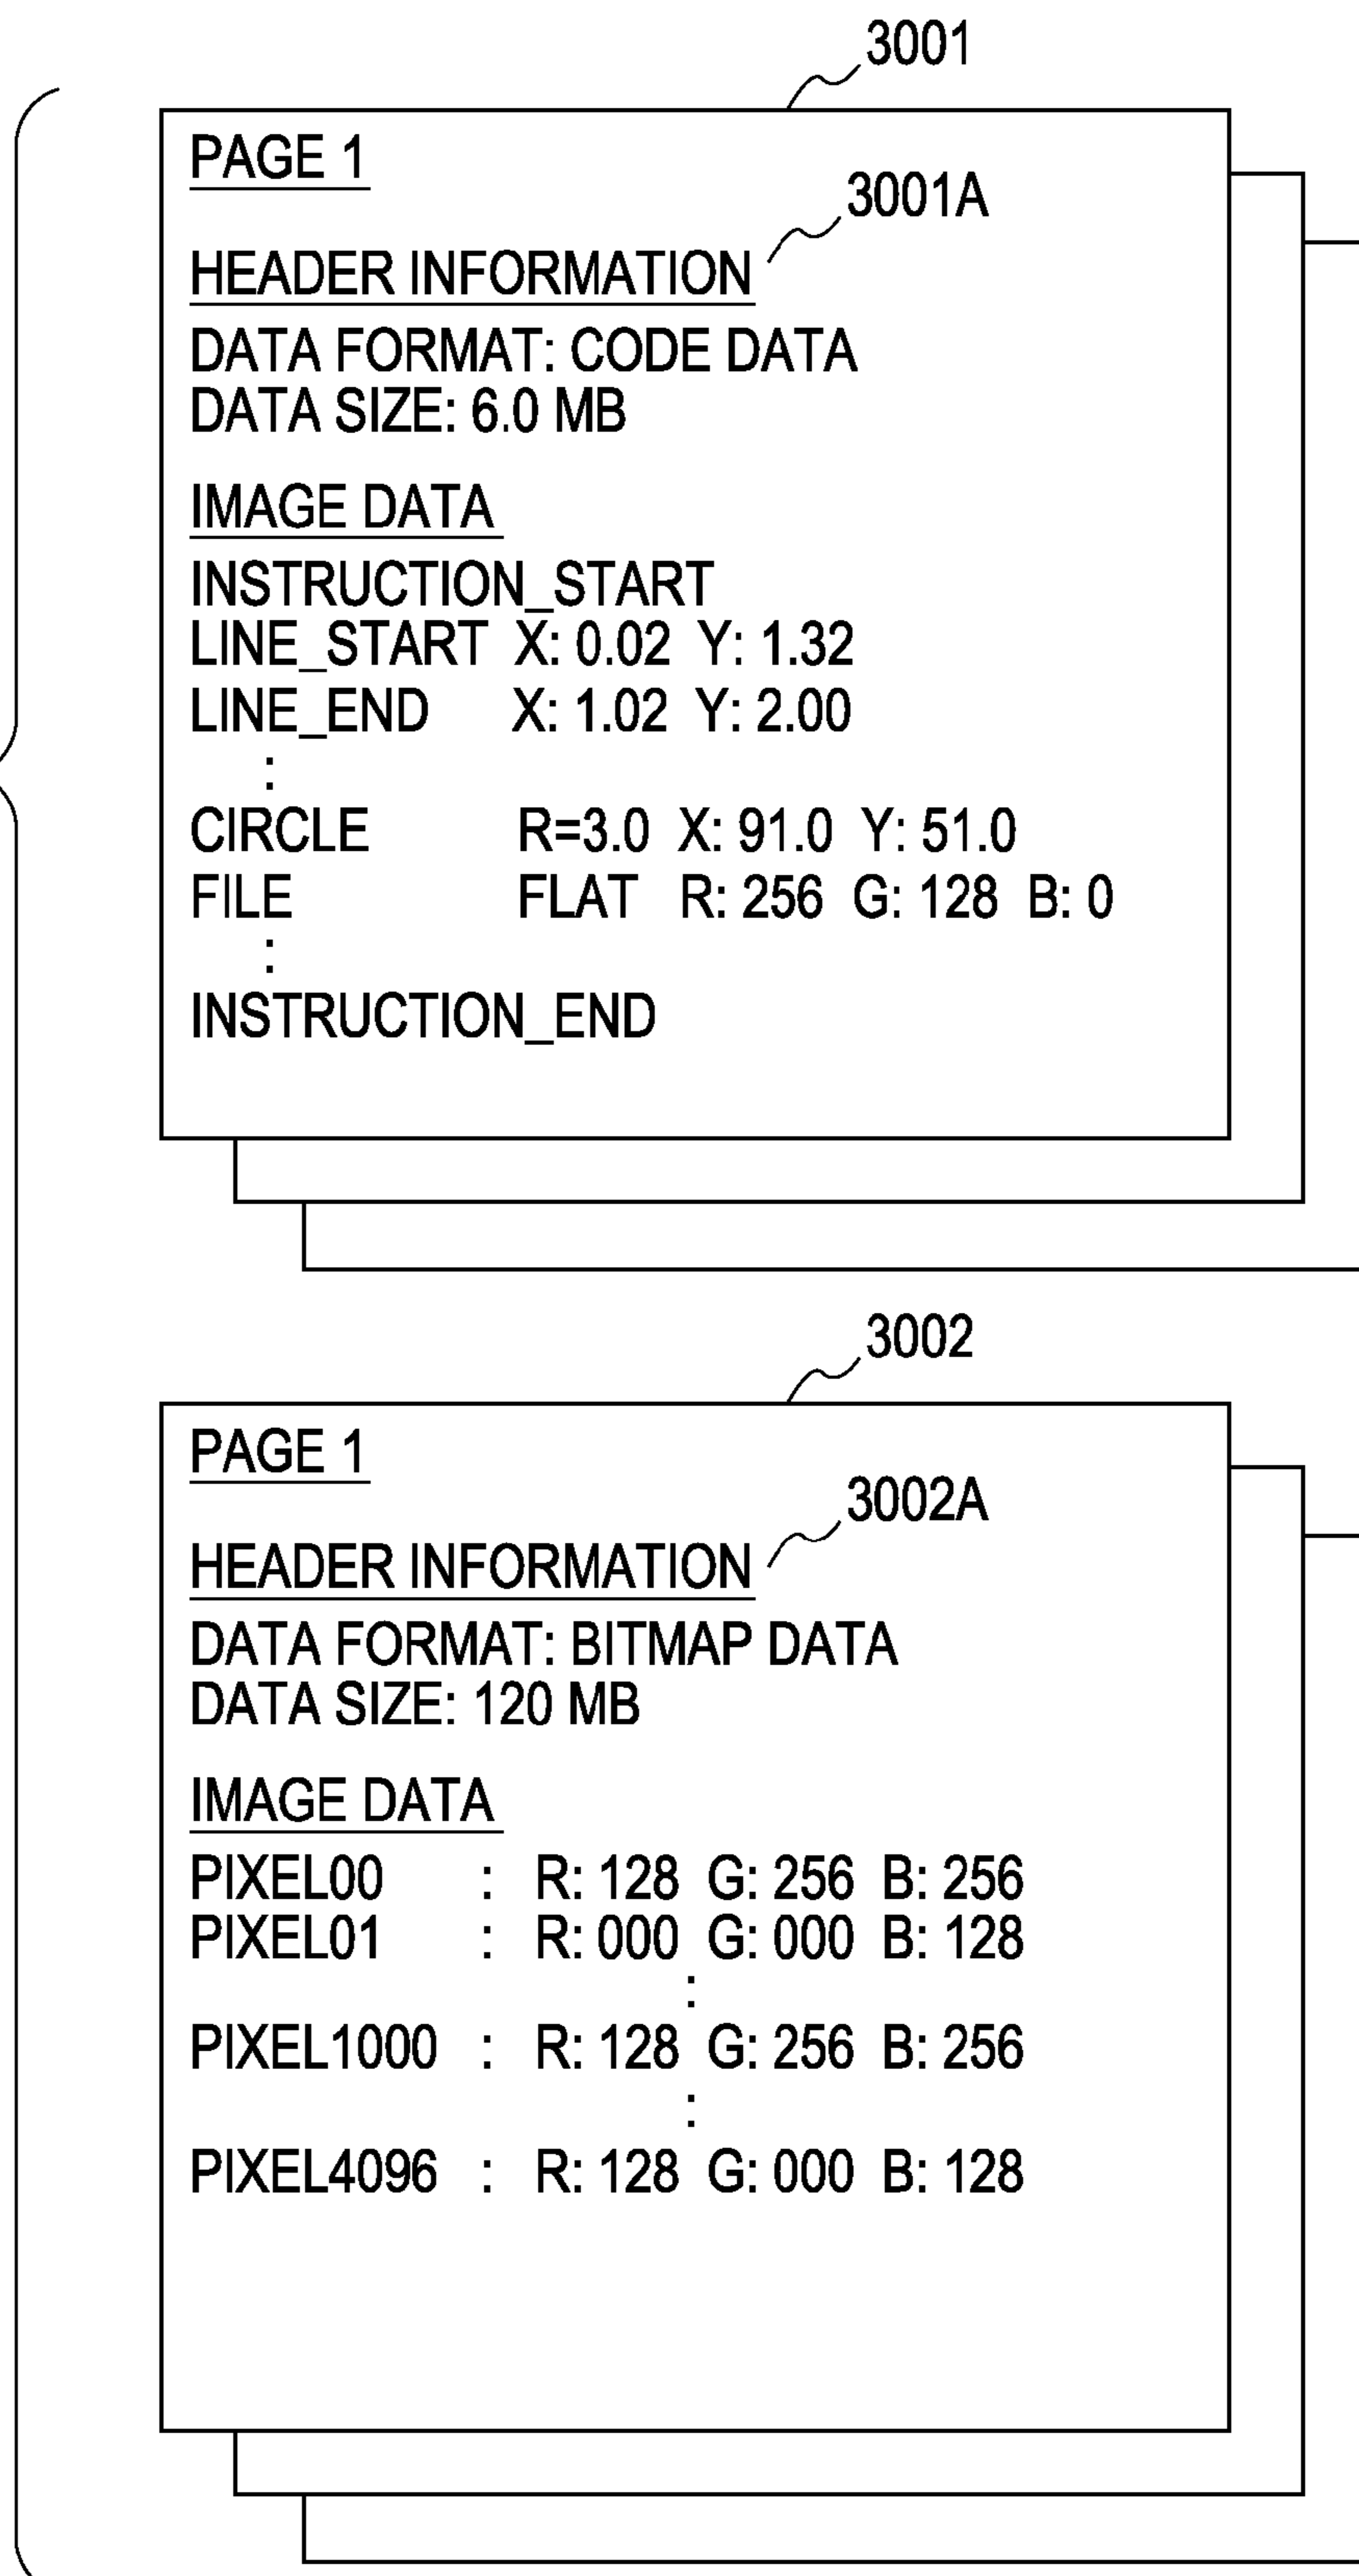 3001
PAGE 1
3001A
HEADER INFORMATION
DATA FORMAT: CODE DATA
DATA SIZE: 6.0 MB
IMAGE DATA
INSTRUCTION_START
LINE_START X: 0.02 Y: 1.32
LINE_END X: 1.02 Y: 2.00
:
CIRCLE R=3.0 X: 91.0 Y: 51.0
FILE FLAT R: 256 G: 128 B: 0
:
INSTRUCTION_END
3002
PAGE 1
3002A
HEADER INFORMATION
DATA FORMAT: BITMAP DATA
DATA SIZE: 120 MB
IMAGE DATA
PIXEL00 : R: 128 G: 256 B: 256
PIXEL01 : R: 000 G: 000 B: 128
:
PIXEL1000 : R: 128 G: 256 B: 256
:
PIXEL4096 : R: 128 G: 000 B: 128